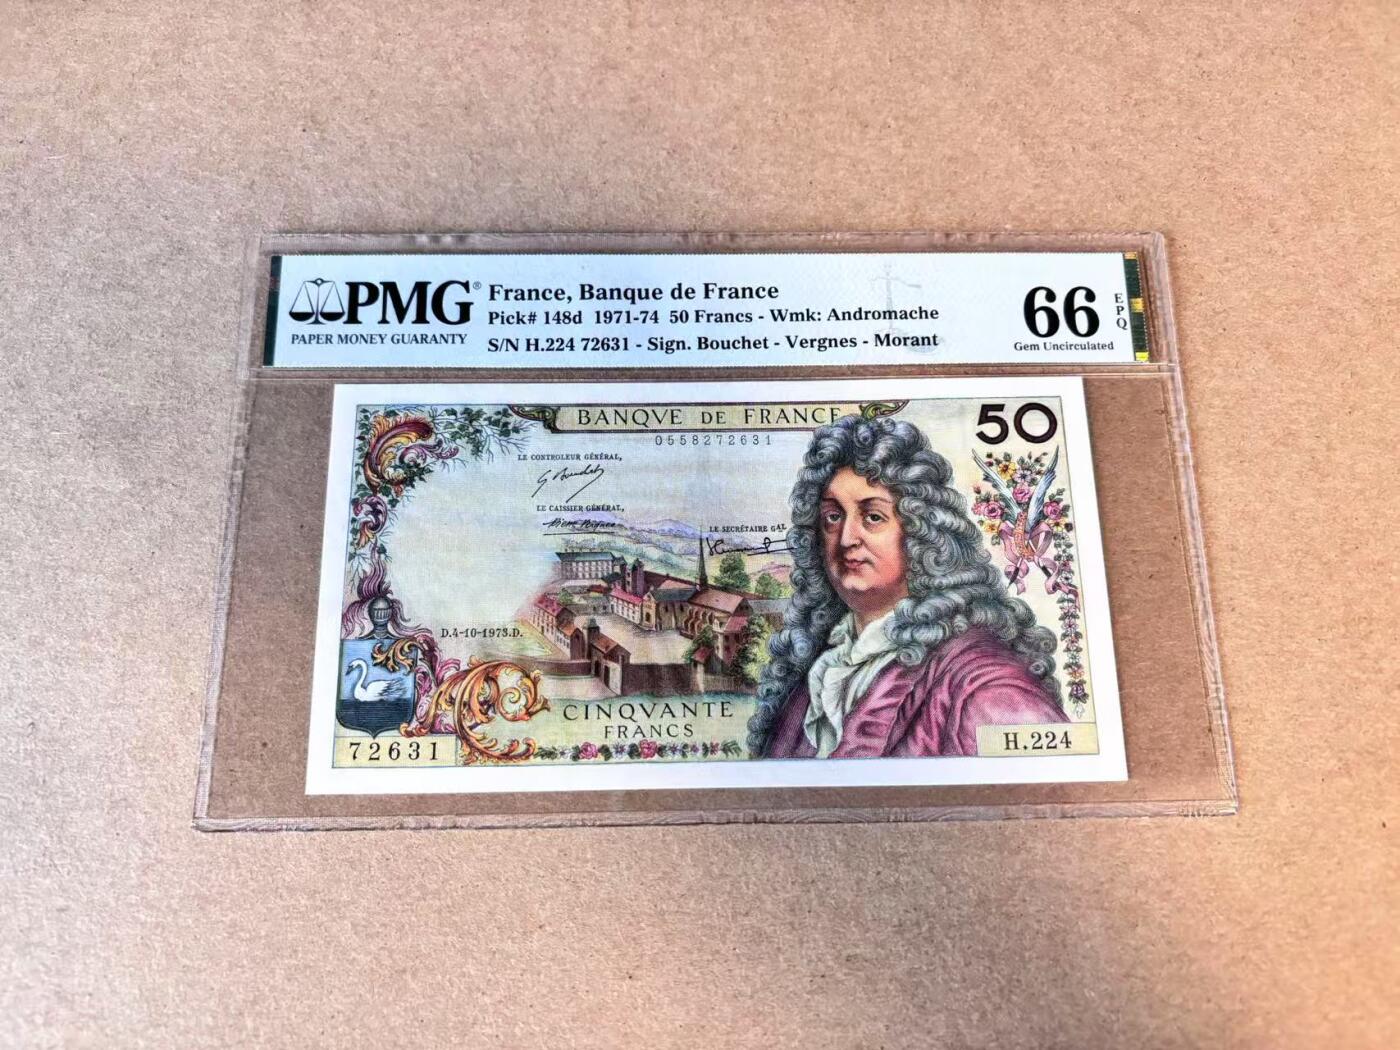 PMG®
PAPER MONEY GUARANTY
France, Banque de France
Pick# 148d 1971-74 50 Francs - Wmk: Andromache
S/N H.224 72631 - Sign. Bouchet - Vergnes - Morant
66
EPQ
Gem Uncirculated
BANQVE DE FRANCE
50
0558272631
LE CONTROLEUR GÉNÉRAL,
G Bouchet
LE CAISSIER GÉNÉRAL,
LE SECRÉTAIRE GAL
D.4-10-1973.D.
CINQVANTE
FRANCS
72631
H.224